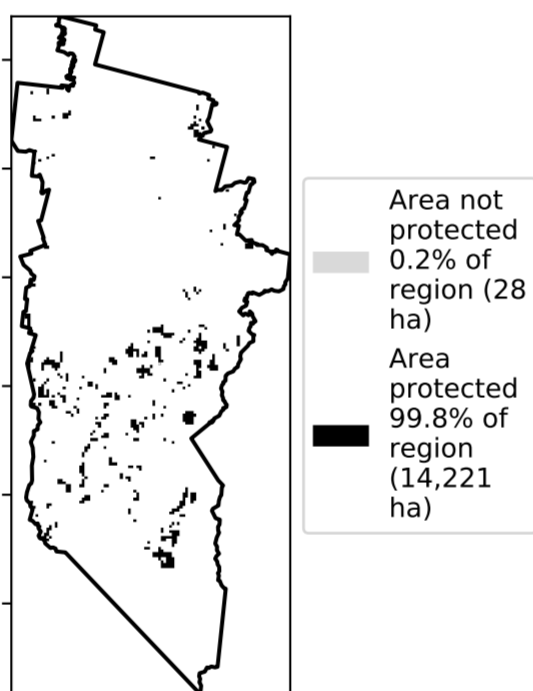 Area not
protected
0.2% of
region (28
ha)
Area
protected
99.8% of
region
(14,221
ha)